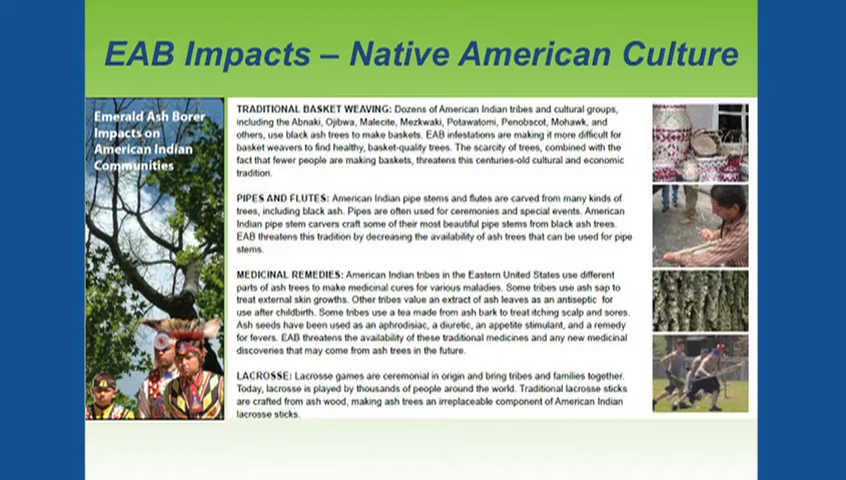 EAB Impacts – Native American Culture
Emerald Ash Borer
Impacts on
American Indian
Communities
TRADITIONAL BASKET WEAVING: Dozens of American Indian tribes and cultural groups,
including the Abnaki, Ojibwa, Malecite, Mezkwaki, Potawatomi, Penobscot, Mohawk, and
others, use black ash trees to make baskets. EAB infestations are making it more difficult for
basket weavers to find healthy, basket-quality trees. The scarcity of trees, combined with the
fact that fewer people are making baskets, threatens this centuries-old cultural and economic
tradition.
PIPES AND FLUTES: American Indian pipe stems and flutes are carved from many kinds of
trees, including black ash. Pipes are often used for ceremonies and special events. American
Indian pipe stem carvers craft some of their most beautiful pipe stems from black ash trees.
EAB threatens this tradition by decreasing the availability of ash trees that can be used for pipe
stems.
MEDICINAL REMEDIES: American Indian tribes in the Eastern United States use different
parts of ash trees to make medicinal cures for various maladies. Some tribes use ash sap to
treat external skin growths. Other tribes value an extract of ash leaves as an antiseptic for
use after childbirth. Some tribes use a tea made from ash bark to treat itching scalp and sores.
Ash seeds have been used as an aphrodisiac, a diuretic, an appetite stimulant, and a remedy
for fevers. EAB threatens the availability of these traditional medicines and any new medicinal
discoveries that may come from ash trees in the future.
LACROSSE: Lacrosse games are ceremonial in origin and bring tribes and families together.
Today, lacrosse is played by thousands of people around the world. Traditional lacrosse sticks
are crafted from ash wood, making ash trees an irreplaceable component of American Indian
lacrosse sticks.